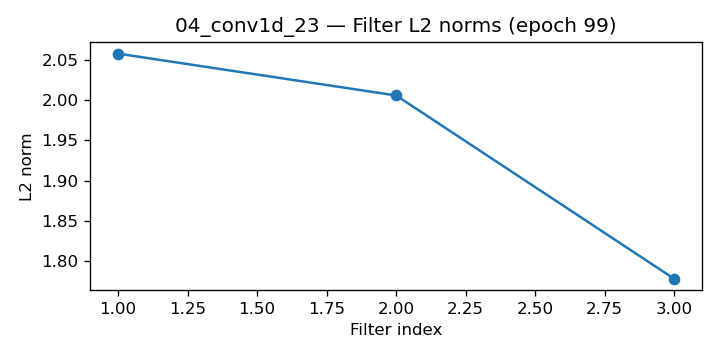 04_conv1d_23 — Filter L2 norms (epoch 99)
L2 norm
2.05
2.00
1.95
1.90
1.85
1.80
1.00 1.25 1.50 1.75 2.00 2.25 2.50 2.75 3.00
Filter index